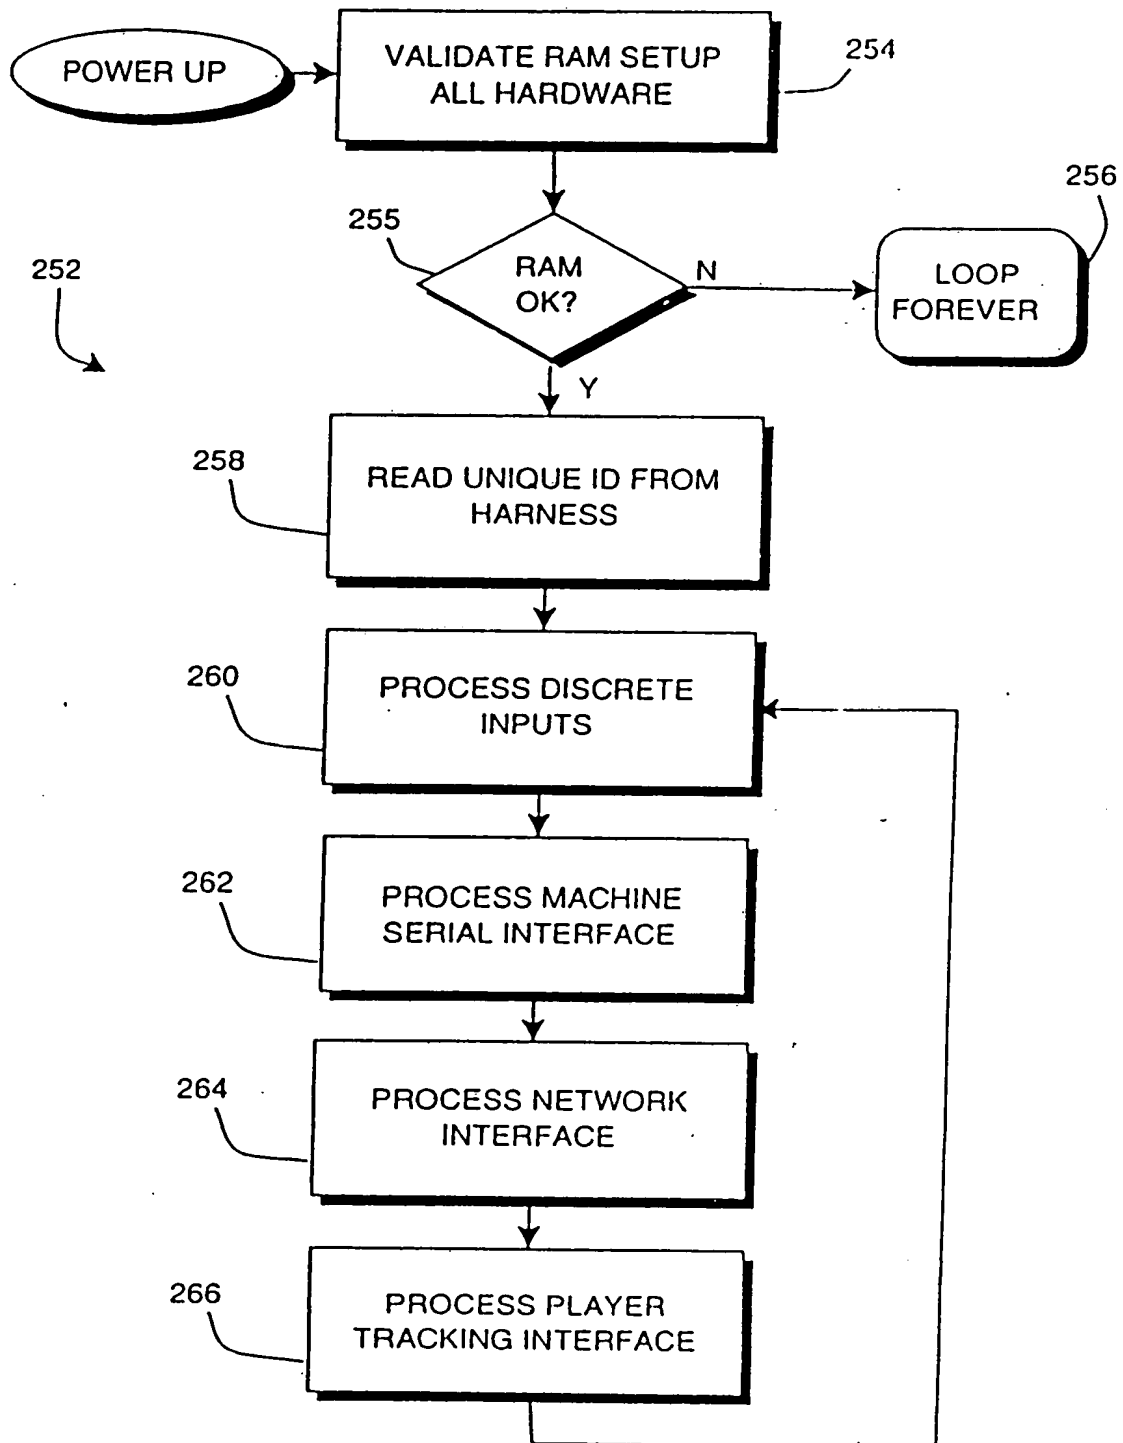 POWER UP
VALIDATE RAM SETUP
ALL HARDWARE
254
255
RAM
OK?
N
256
LOOP
FOREVER
252
Y
258
READ UNIQUE ID FROM
HARNESS
260
PROCESS DISCRETE
INPUTS
262
PROCESS MACHINE
SERIAL INTERFACE
264
PROCESS NETWORK
INTERFACE
266
PROCESS PLAYER
TRACKING INTERFACE